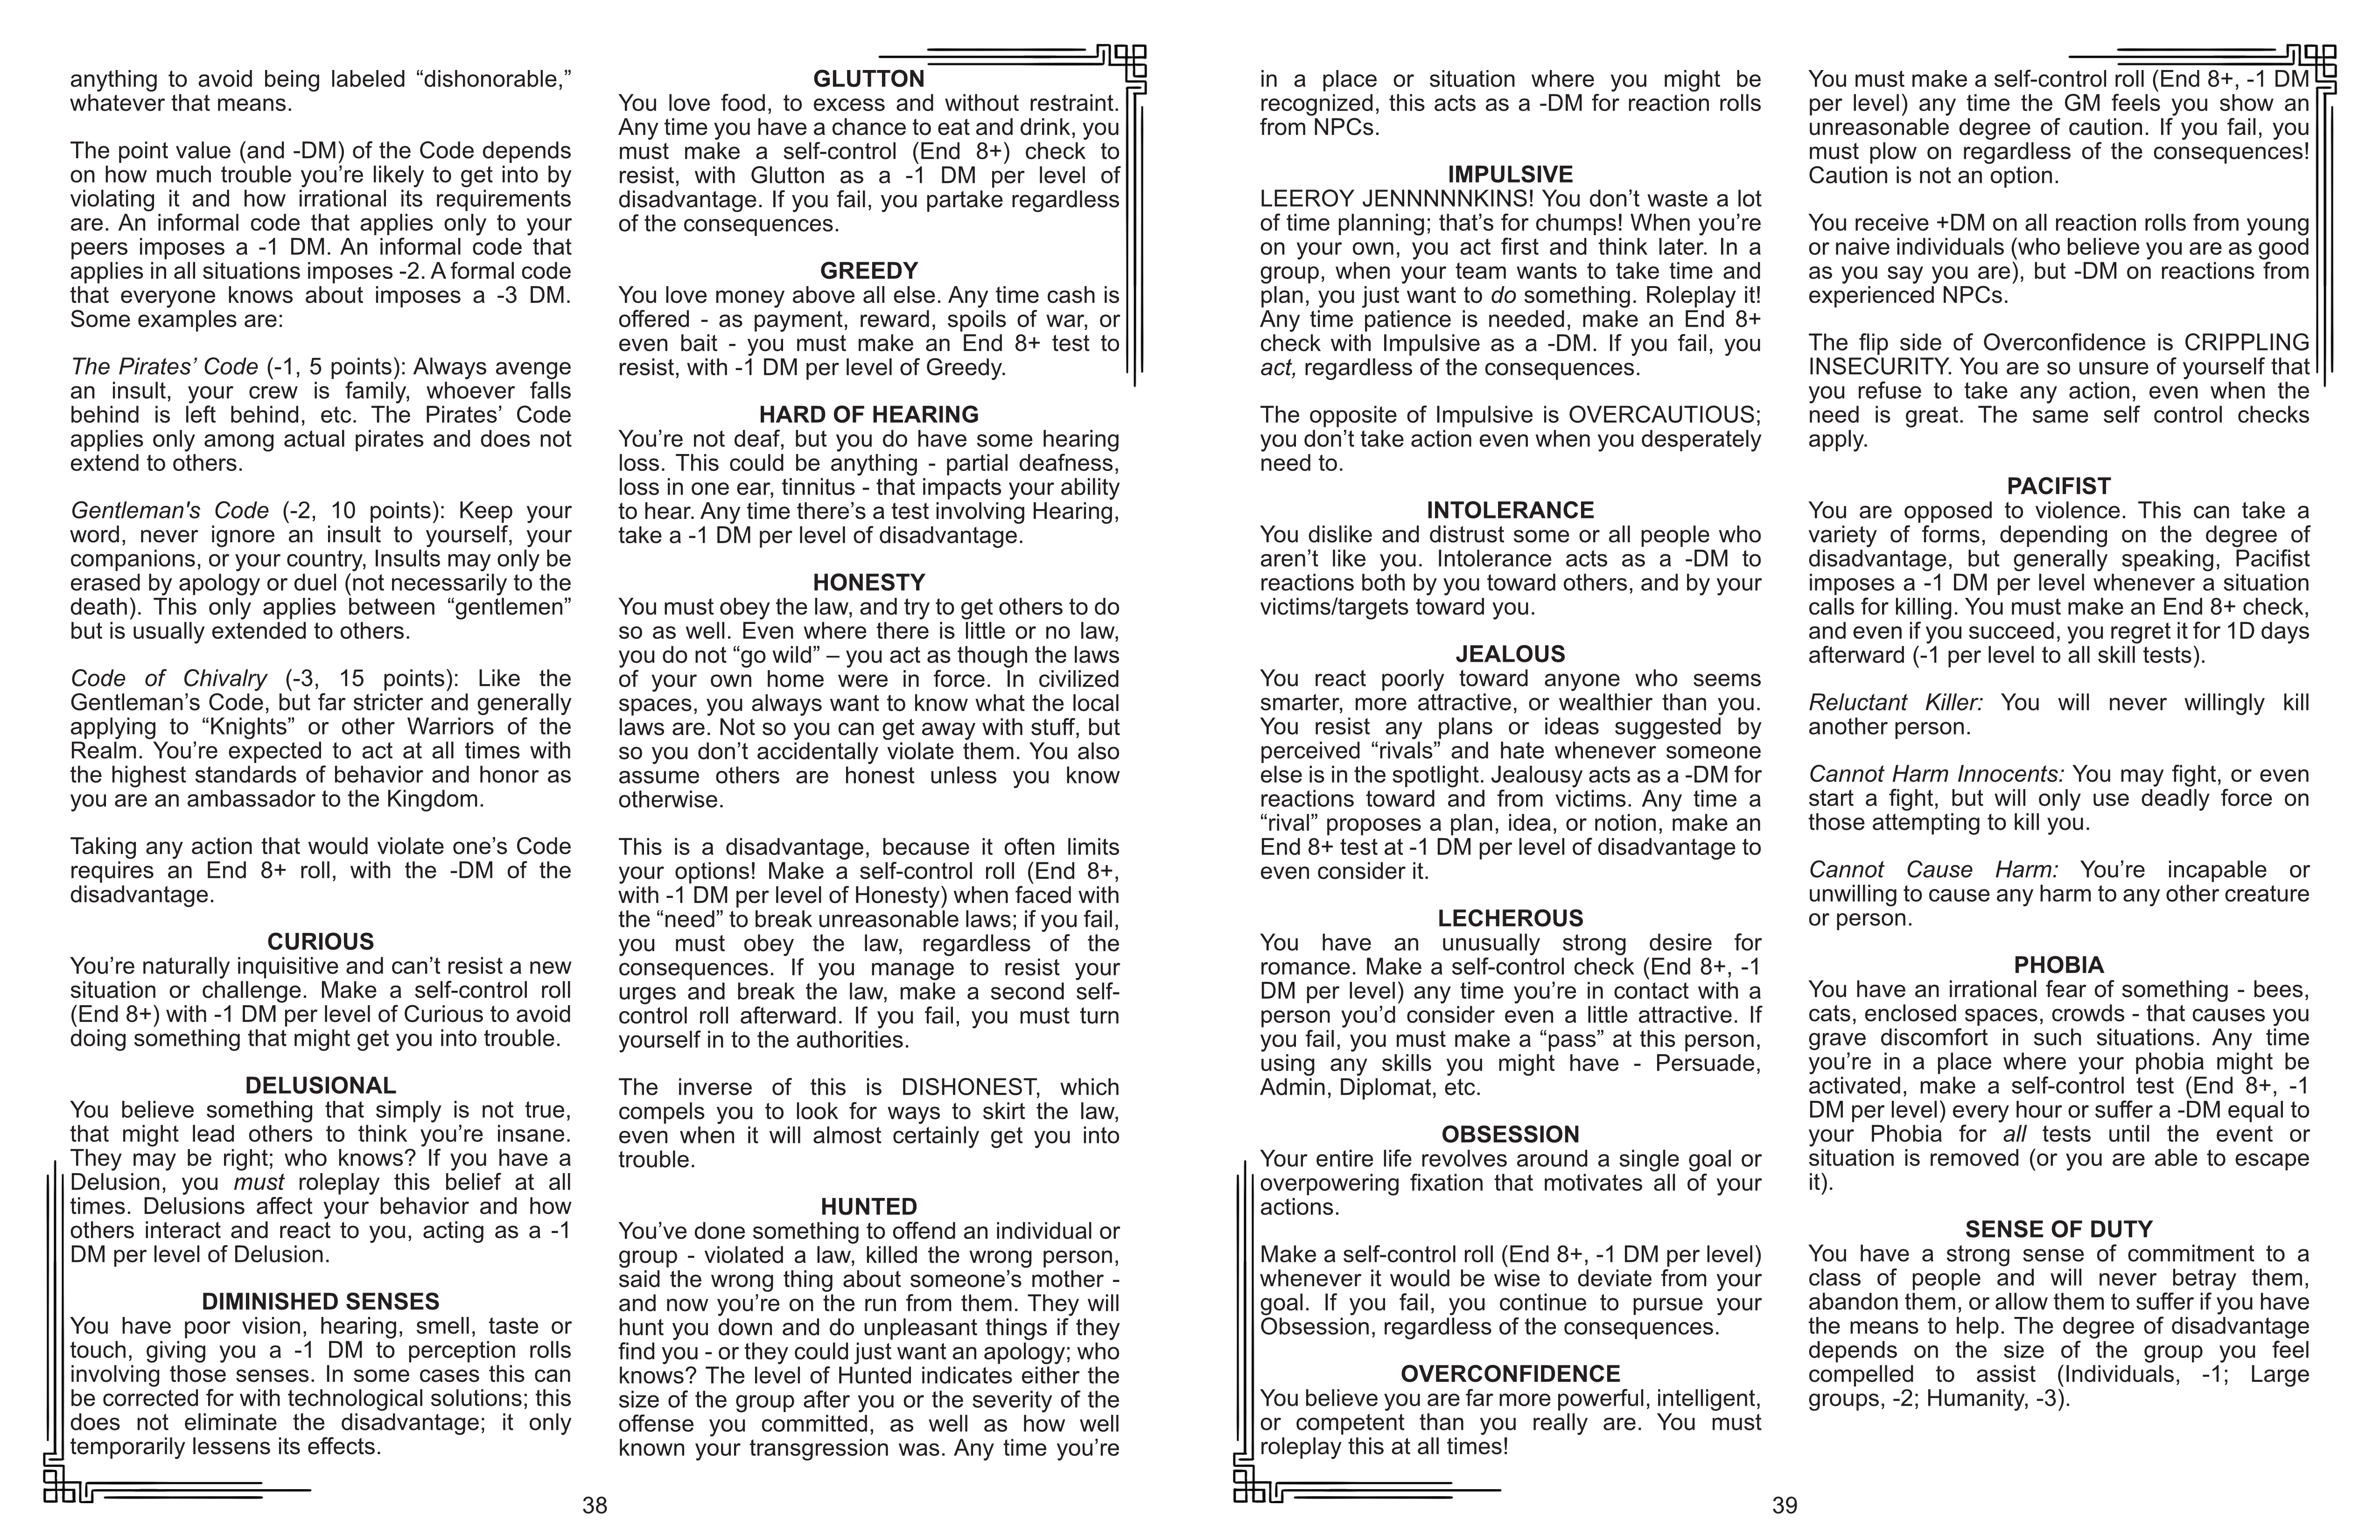 anything to avoid being labeled “dishonorable,”
whatever that means.
The point value (and -DM) of the Code depends
on how much trouble you’re likely to get into by
violating it and how irrational its requirements
are. An informal code that applies only to your
peers imposes a -1 DM. An informal code that
applies in all situations imposes -2. A formal code
that everyone knows about imposes a -3 DM.
Some examples are:
The Pirates’ Code (-1, 5 points): Always avenge
an insult, your crew is family, whoever falls
behind is left behind, etc. The Pirates’ Code
applies only among actual pirates and does not
extend to others.
Gentleman's Code (-2, 10 points): Keep your
word, never ignore an insult to yourself, your
companions, or your country, Insults may only be
erased by apology or duel (not necessarily to the
death). This only applies between “gentlemen”
but is usually extended to others.
Code of Chivalry (-3, 15 points): Like the
Gentleman’s Code, but far stricter and generally
applying to “Knights” or other Warriors of the
Realm. You’re expected to act at all times with
the highest standards of behavior and honor as
you are an ambassador to the Kingdom.
Taking any action that would violate one’s Code
requires an End 8+ roll, with the -DM of the
disadvantage.
CURIOUS
You’re naturally inquisitive and can’t resist a new
situation or challenge. Make a self-control roll
(End 8+) with -1 DM per level of Curious to avoid
doing something that might get you into trouble.
DELUSIONAL
You believe something that simply is not true,
that might lead others to think you’re insane.
They may be right; who knows? If you have a
Delusion, you must roleplay this belief at all
times. Delusions affect your behavior and how
others interact and react to you, acting as a -1
DM per level of Delusion.
DIMINISHED SENSES
You have poor vision, hearing, smell, taste or
touch, giving you a -1 DM to perception rolls
involving those senses. In some cases this can
be corrected for with technological solutions; this
does not eliminate the disadvantage; it only
temporarily lessens its effects.
GLUTTON
You love food, to excess and without restraint.
Any time you have a chance to eat and drink, you
must make a self-control (End 8+) check to
resist, with Glutton as a -1 DM per level of
disadvantage. If you fail, you partake regardless
of the consequences.
GREEDY
You love money above all else. Any time cash is
offered - as payment, reward, spoils of war, or
even bait - you must make an End 8+ test to
resist, with -1 DM per level of Greedy.
HARD OF HEARING
You’re not deaf, but you do have some hearing
loss. This could be anything - partial deafness,
loss in one ear, tinnitus - that impacts your ability
to hear. Any time there’s a test involving Hearing,
take a -1 DM per level of disadvantage.
HONESTY
You must obey the law, and try to get others to do
so as well. Even where there is little or no law,
you do not “go wild” – you act as though the laws
of your own home were in force. In civilized
spaces, you always want to know what the local
laws are. Not so you can get away with stuff, but
so you don’t accidentally violate them. You also
assume others are honest unless you know
otherwise.
This is a disadvantage, because it often limits
your options! Make a self-control roll (End 8+,
with -1 DM per level of Honesty) when faced with
the “need” to break unreasonable laws; if you fail,
you must obey the law, regardless of the
consequences. If you manage to resist your
urges and break the law, make a second self-
control roll afterward. If you fail, you must turn
yourself in to the authorities.
The inverse of this is DISHONEST, which
compels you to look for ways to skirt the law,
even when it will almost certainly get you into
trouble.
HUNTED
You’ve done something to offend an individual or
group - violated a law, killed the wrong person,
said the wrong thing about someone’s mother -
and now you’re on the run from them. They will
hunt you down and do unpleasant things if they
find you - or they could just want an apology; who
knows? The level of Hunted indicates either the
size of the group after you or the severity of the
offense you committed, as well as how well
known your transgression was. Any time you’re
38
in a place or situation where you might be
recognized, this acts as a -DM for reaction rolls
from NPCs.
IMPULSIVE
LEEROY JENNNNNKINS! You don’t waste a lot
of time planning; that’s for chumps! When you’re
on your own, you act first and think later. In a
group, when your team wants to take time and
plan, you just want to do something. Roleplay it!
Any time patience is needed, make an End 8+
check with Impulsive as a -DM. If you fail, you
act, regardless of the consequences.
The opposite of Impulsive is OVERCAUTIOUS;
you don’t take action even when you desperately
need to.
INTOLERANCE
You dislike and distrust some or all people who
aren’t like you. Intolerance acts as a -DM to
reactions both by you toward others, and by your
victims/targets toward you.
JEALOUS
You react poorly toward anyone who seems
smarter, more attractive, or wealthier than you.
You resist any plans or ideas suggested by
perceived “rivals” and hate whenever someone
else is in the spotlight. Jealousy acts as a -DM for
reactions toward and from victims. Any time a
“rival” proposes a plan, idea, or notion, make an
End 8+ test at -1 DM per level of disadvantage to
even consider it.
LECHEROUS
You have an unusually strong desire for
romance. Make a self-control check (End 8+, -1
DM per level) any time you’re in contact with a
person you’d consider even a little attractive. If
you fail, you must make a “pass” at this person,
using any skills you might have - Persuade,
Admin, Diplomat, etc.
OBSESSION
Your entire life revolves around a single goal or
overpowering fixation that motivates all of your
actions.
Make a self-control roll (End 8+, -1 DM per level)
whenever it would be wise to deviate from your
goal. If you fail, you continue to pursue your
Obsession, regardless of the consequences.
OVERCONFIDENCE
You believe you are far more powerful, intelligent,
or competent than you really are. You must
roleplay this at all times!
You must make a self-control roll (End 8+, -1 DM
per level) any time the GM feels you show an
unreasonable degree of caution. If you fail, you
must plow on regardless of the consequences!
Caution is not an option.
You receive +DM on all reaction rolls from young
or naive individuals (who believe you are as good
as you say you are), but -DM on reactions from
experienced NPCs.
The flip side of Overconfidence is CRIPPLING
INSECURITY. You are so unsure of yourself that
you refuse to take any action, even when the
need is great. The same self control checks
apply.
PACIFIST
You are opposed to violence. This can take a
variety of forms, depending on the degree of
disadvantage, but generally speaking, Pacifist
imposes a -1 DM per level whenever a situation
calls for killing. You must make an End 8+ check,
and even if you succeed, you regret it for 1D days
afterward (-1 per level to all skill tests).
Reluctant Killer: You will never willingly kill
another person.
Cannot Harm Innocents: You may fight, or even
start a fight, but will only use deadly force on
those attempting to kill you.
Cannot Cause Harm: You’re incapable or
unwilling to cause any harm to any other creature
or person.
PHOBIA
You have an irrational fear of something - bees,
cats, enclosed spaces, crowds - that causes you
grave discomfort in such situations. Any time
you’re in a place where your phobia might be
activated, make a self-control test (End 8+, -1
DM per level) every hour or suffer a -DM equal to
your Phobia for all tests until the event or
situation is removed (or you are able to escape
it).
SENSE OF DUTY
You have a strong sense of commitment to a
class of people and will never betray them,
abandon them, or allow them to suffer if you have
the means to help. The degree of disadvantage
depends on the size of the group you feel
compelled to assist (Individuals, -1; Large
groups, -2; Humanity, -3).
39